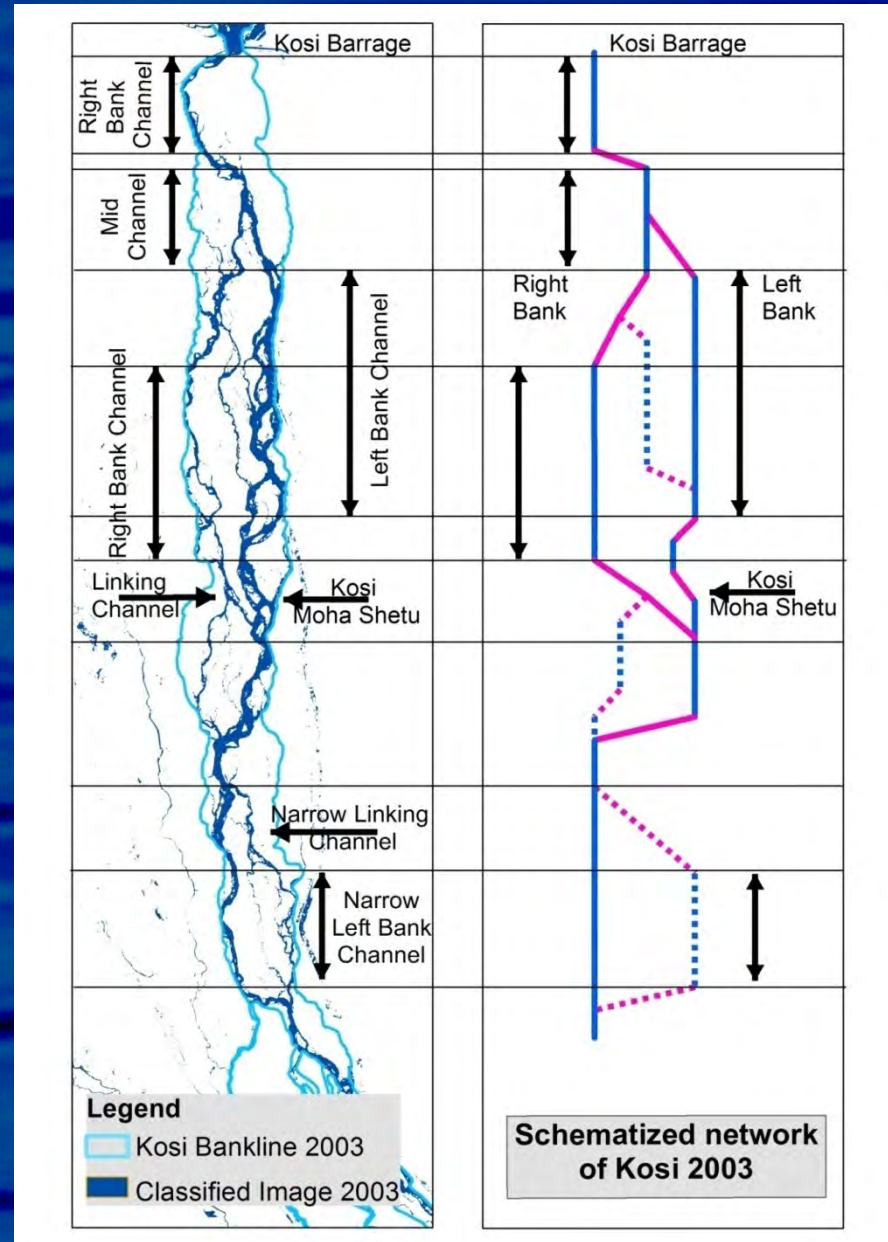 Kosi Barrage
Right
Bank
Channel
Mid
Channel
Right Bank Channel
Left Bank Channel
Linking
Channel
Kosi
Moha Shetu
Narrow Linking
Channel
Narrow
Left Bank
Channel
Legend
Kosi Bankline 2003
Classified Image 2003
Kosi Barrage
Right
Bank
Left
Bank
Kosi
Moha Shetu
Schematized network
of Kosi 2003